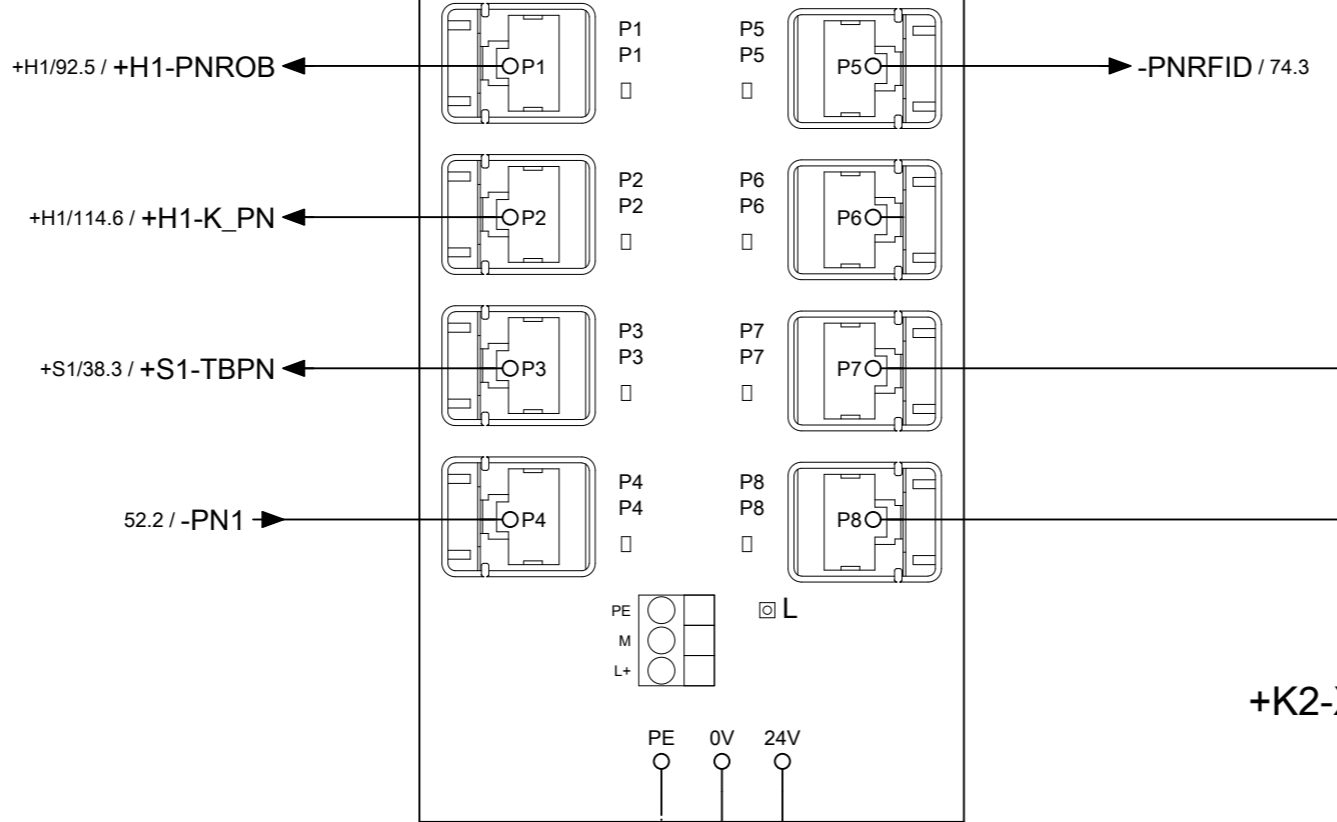 P1 P5
+H1/92.5 / +H1-PNROB P1 P1 P5 P5 -PNRFID / 74.3
P2 P6
+H1/114.6 / +H1-K_PN P2 P2 P6 P6
P3 P7
+S1/38.3 / +S1-TBPN P3 P3 P7 P7
P4 P8
52.2 / -PN1 P4 P4 P8 P8
PE L
M
L+
+K2-
PE 0V 24V